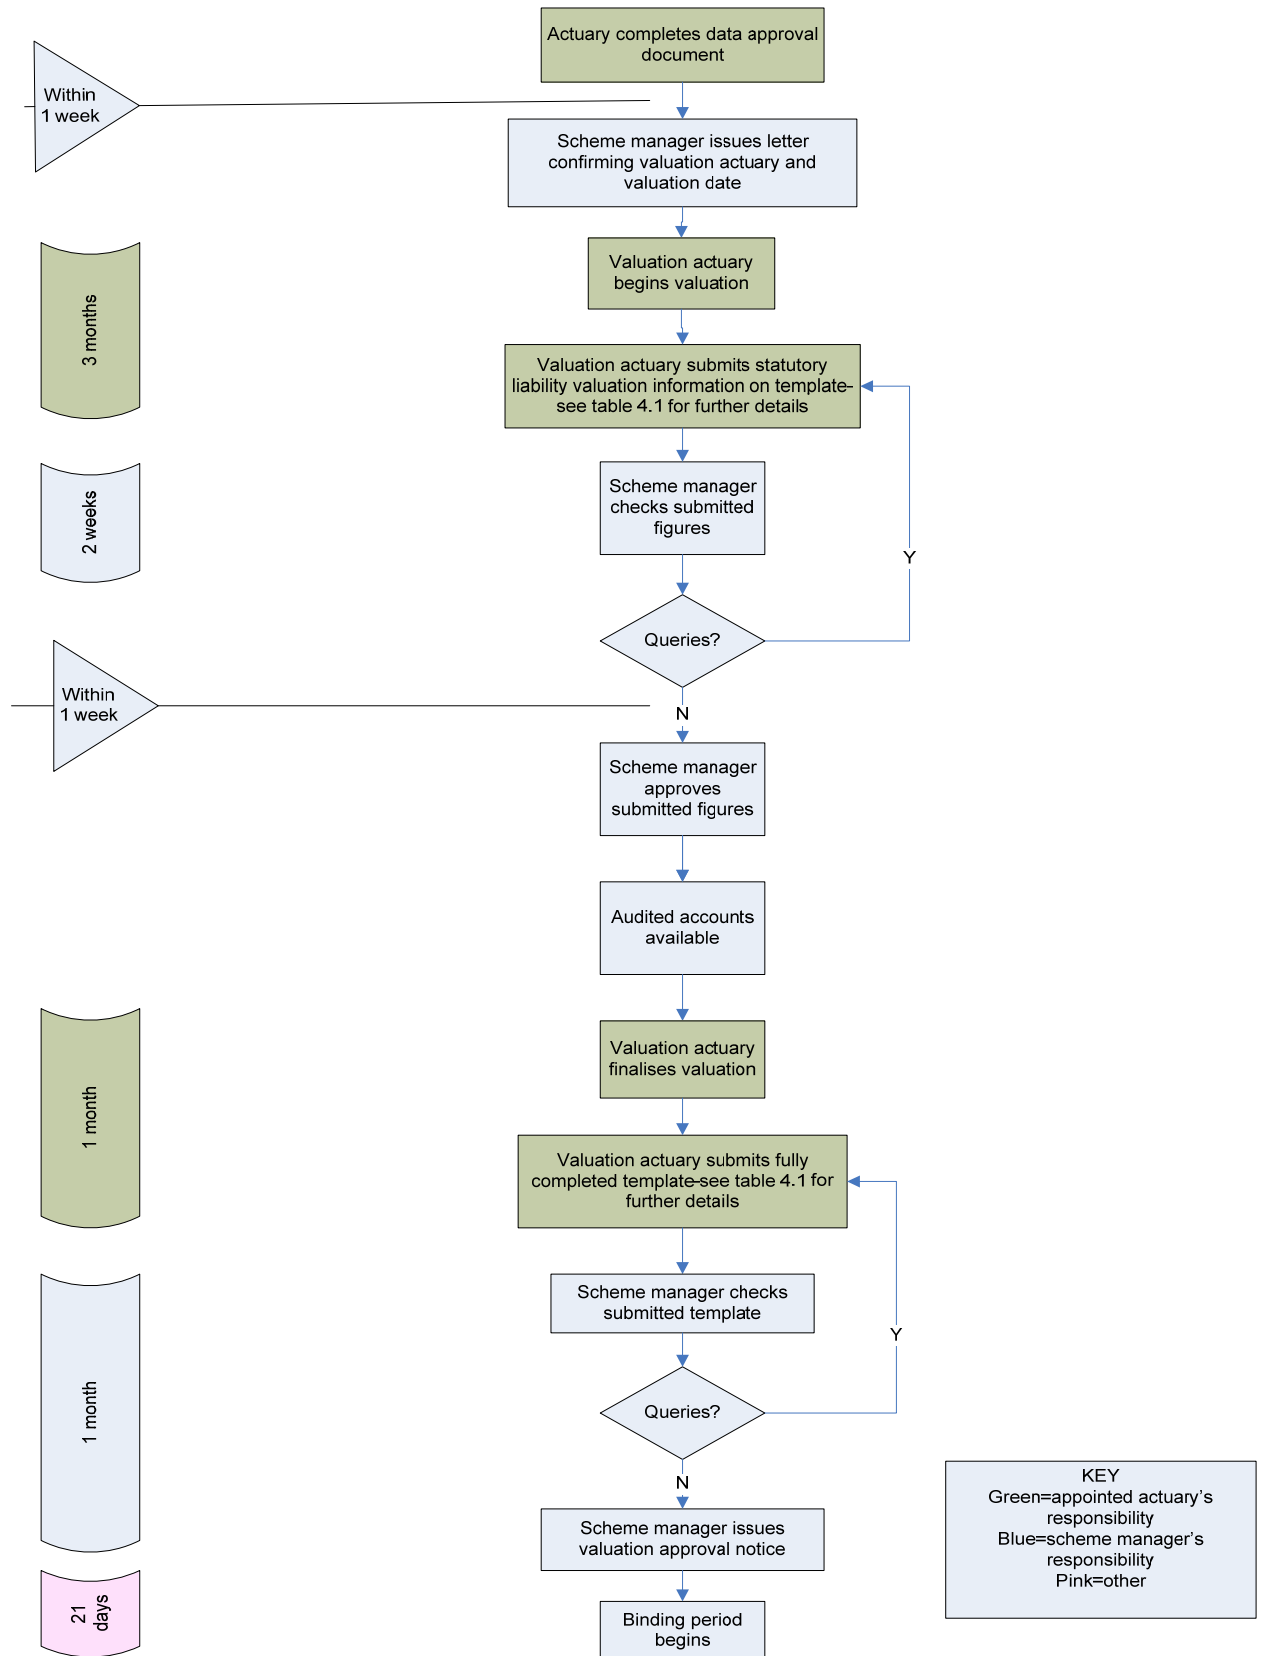 Actuary completes data approval
document
Within
1 week
Scheme manager issues letter
confirming valuation actuary and
valuation date
Valuation actuary
begins valuation
3 months
Valuation actuary submits statutory
liability valuation information on template–
see table 4.1 for further details
Scheme manager
checks submitted
figures
2 weeks
Y
Queries?
Within
1 week
N
Scheme manager
approves
submitted figures
Audited accounts
available
Valuation actuary
finalises valuation
1 month
Valuation actuary submits fully
completed template–see table 4.1 for
further details
Scheme manager checks
submitted template
Y
1 month
Queries?
N
KEY
Green=appointed actuary's
responsibility
Blue=scheme manager's
responsibility
Pink=other
Scheme manager issues
valuation approval notice
21
days
Binding period
begins